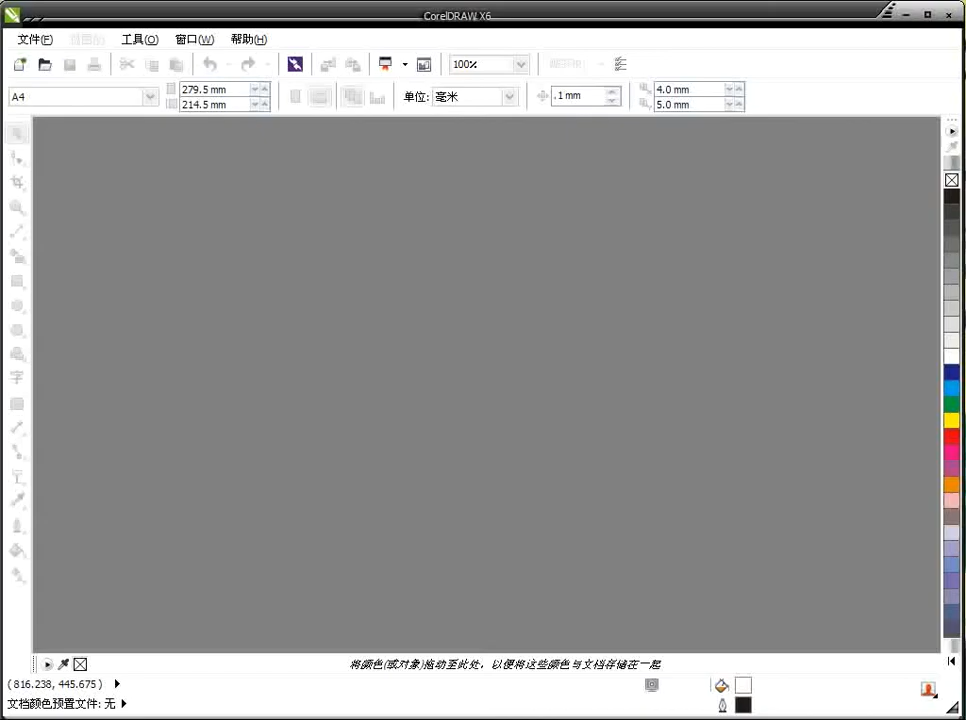 CorelDRAW X6
文件(F) 工具(O) 窗口(W) 帮助(H)
100%
A4 279.5 mm 单位: 毫米 .1 mm 4.0 mm
214.5 mm 5.0 mm
将颜色(或对象)拖动至此处，以便将这些颜色与文档存储在一起
(816.238, 445.675)
文档颜色预置文件: 无